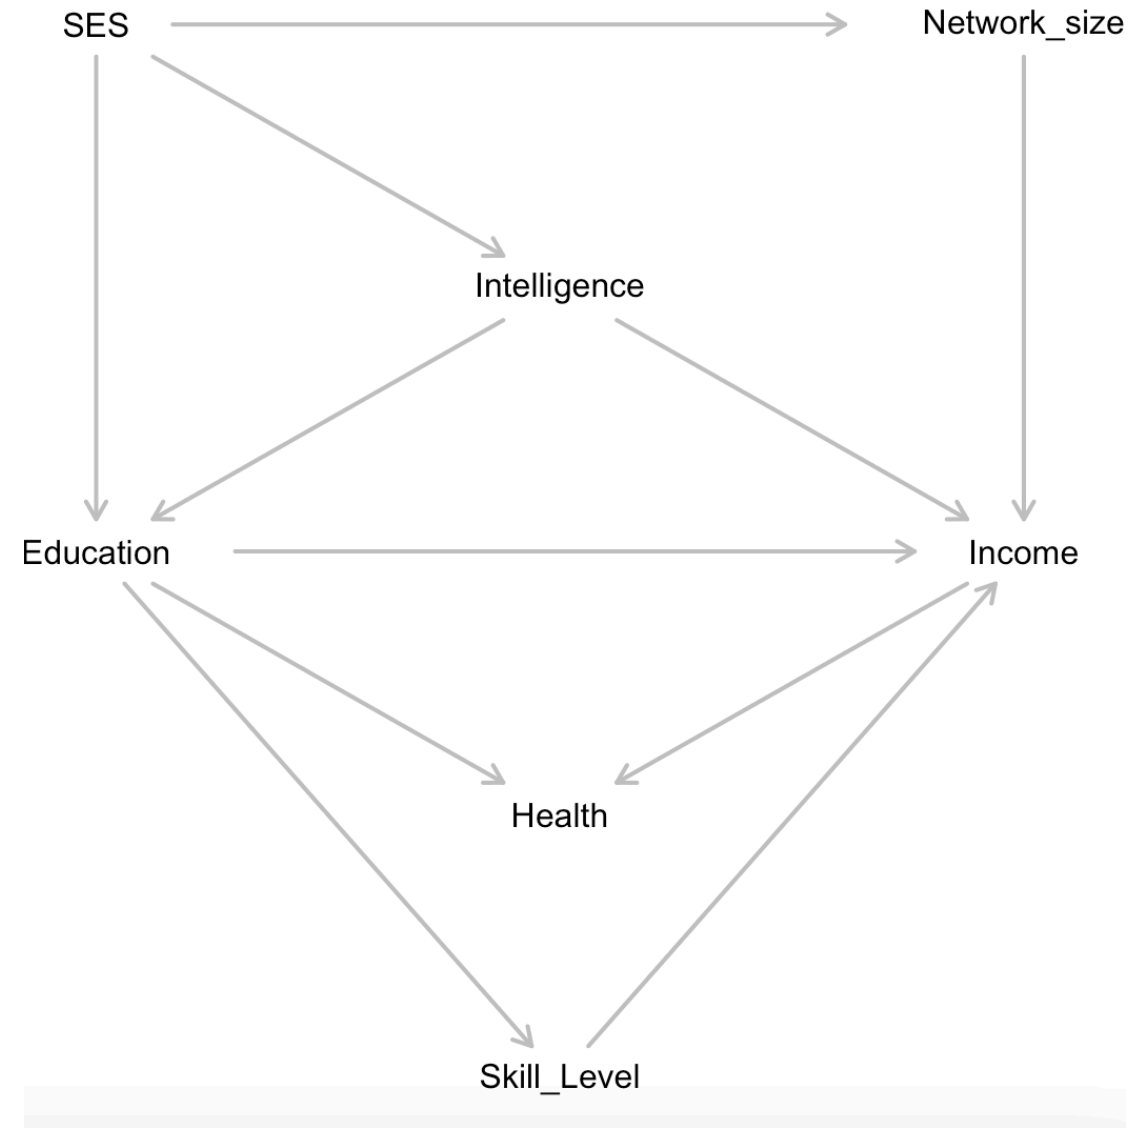 SES
Network_size
Intelligence
Education
Income
Health
Skill_Level